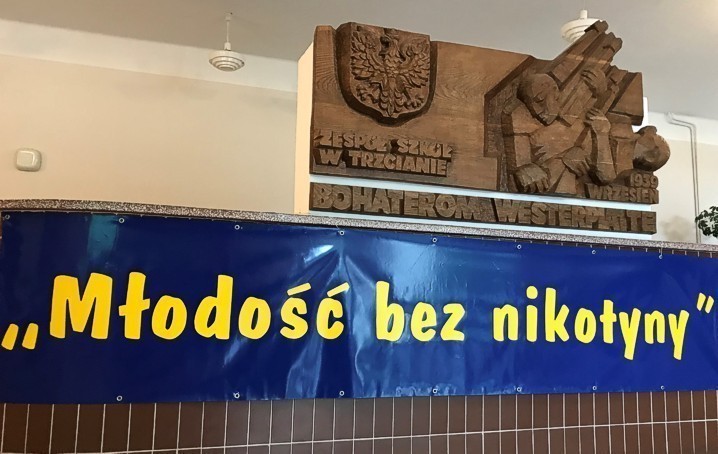 ZESPÓŁ SZKÓŁ
W TRZCIANIE
1939
WRZESIEŃ
BOHATEROM WESTERPLATTE
„Młodość bez nikotyny”